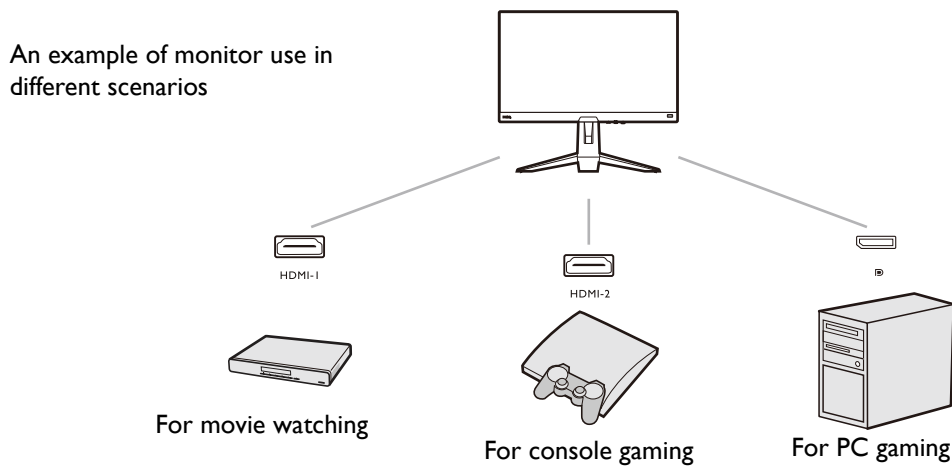 An example of monitor use in
different scenarios
HDMI-1
HDMI-2
For movie watching
For console gaming
For PC gaming